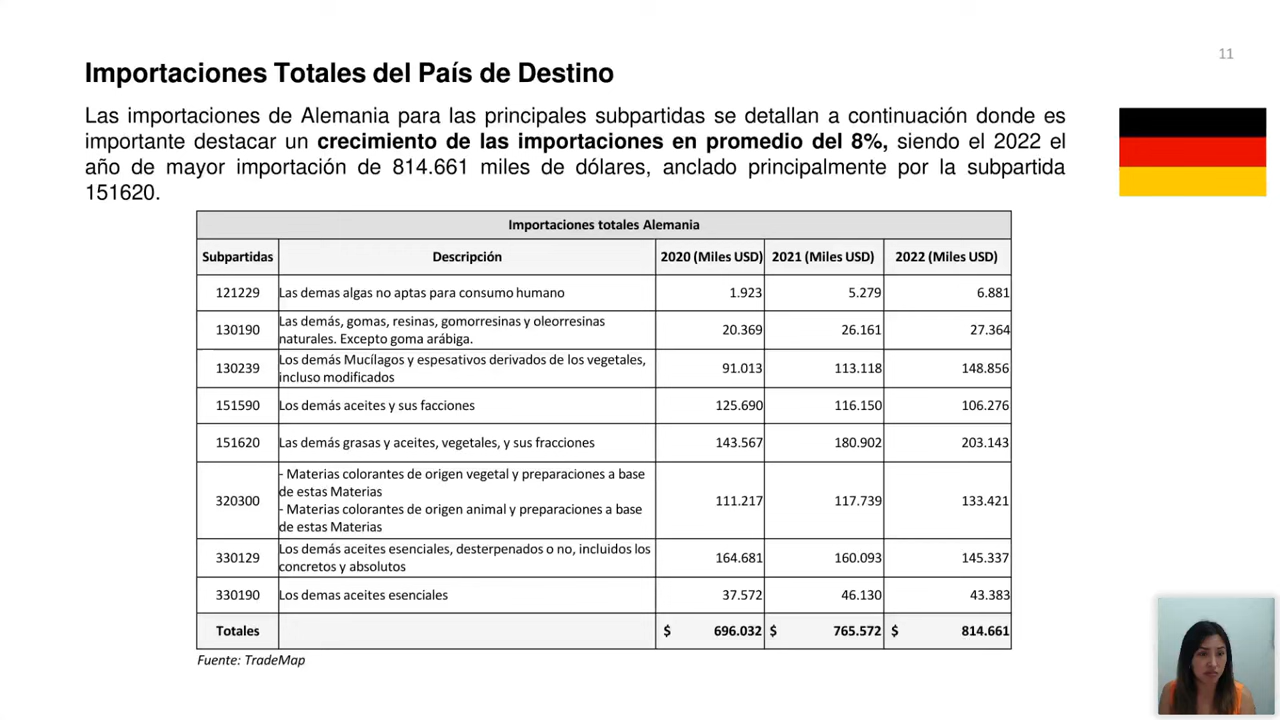 11
Importaciones Totales del País de Destino
Las importaciones de Alemania para las principales subpartidas se detallan a continuación donde es
importante destacar un crecimiento de las importaciones en promedio del 8%, siendo el 2022 el
año de mayor importación de 814.661 miles de dólares, anclado principalmente por la subpartida
151620.
Importaciones totales Alemania
Subpartidas Descripción 2020 (Miles USD) 2021 (Miles USD) 2022 (Miles USD)
121229 Las demas algas no aptas para consumo humano 1.923 5.279 6.881
130190 Las demás, gomas, resinas, gomorresinas y oleorresinas
naturales. Excepto goma arábiga. 20.369 26.161 27.364
130239 Los demás Mucílagos y espesativos derivados de los vegetales,
incluso modificados 91.013 113.118 148.856
151590 Los demás aceites y sus facciones 125.690 116.150 106.276
151620 Las demás grasas y aceites, vegetales, y sus fracciones 143.567 180.902 203.143
320300 - Materias colorantes de origen vegetal y preparaciones a base
de estas Materias
- Materias colorantes de origen animal y preparaciones a base
de estas Materias 111.217 117.739 133.421
330129 Los demás aceites esenciales, desterpenados o no, incluidos los
concretos y absolutos 164.681 160.093 145.337
330190 Los demas aceites esenciales 37.572 46.130 43.383
Totales $ 696.032 $ 765.572 $ 814.661
Fuente: TradeMap